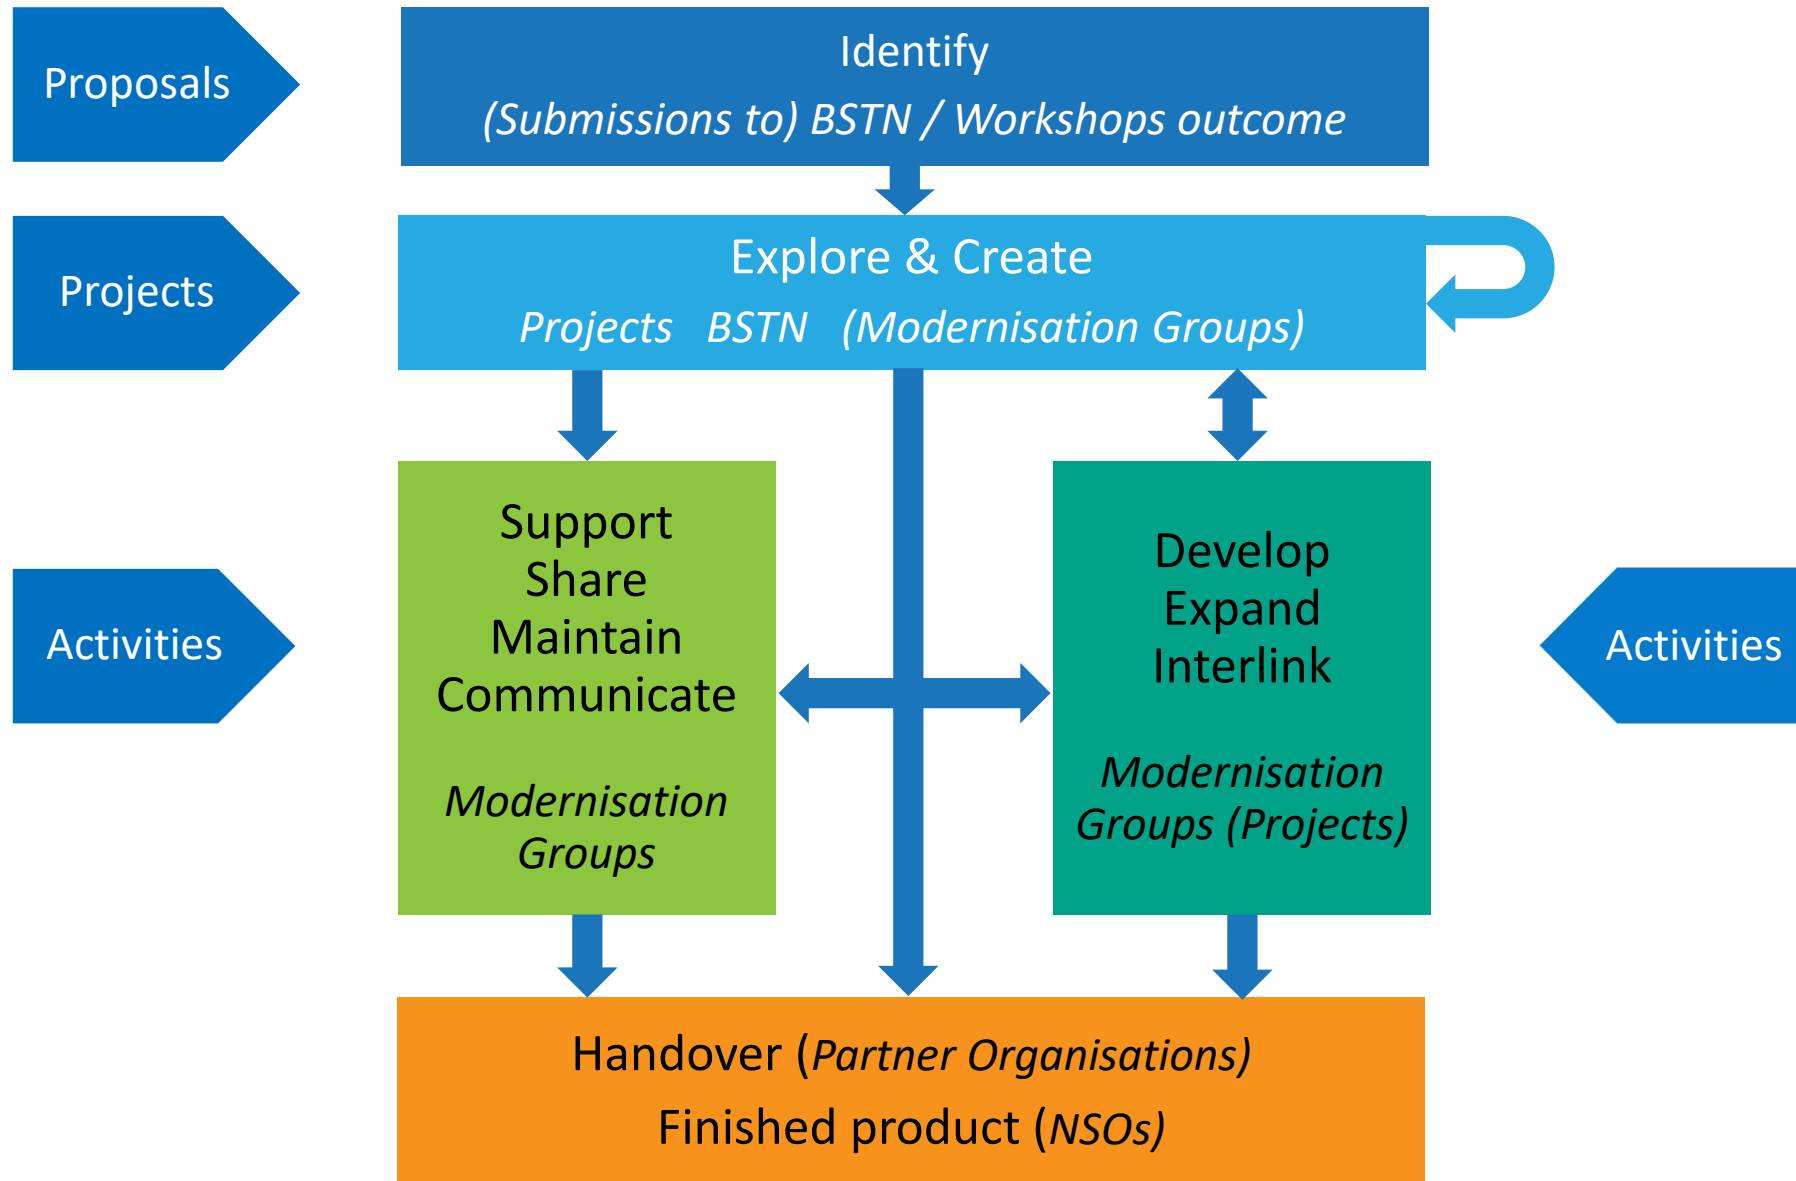 Proposals
Identify
(Submissions to) BSTN / Workshops outcome
Projects
Explore & Create
Projects BSTN (Modernisation Groups)
Activities
Support
Share
Maintain
Communicate
Modernisation
Groups
Develop
Expand
Interlink
Modernisation
Groups (Projects)
Activities
Handover (Partner Organisations)
Finished product (NSOs)